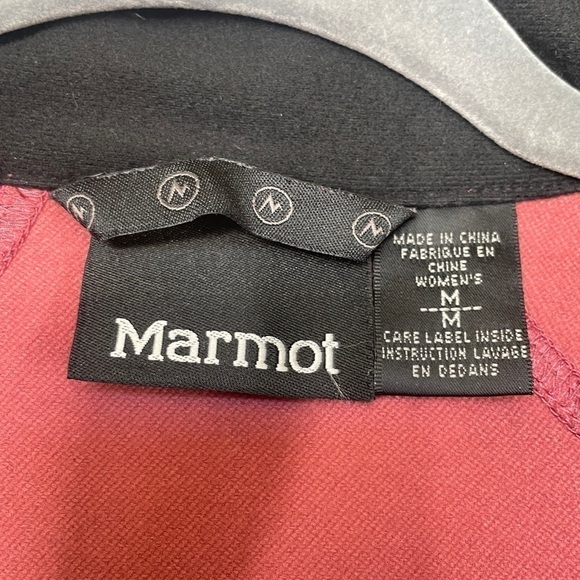 Marmot
MADE IN CHINA
FABRIQUE EN
CHINE
WOMEN'S
M
M
CARE LABEL INSIDE
INSTRUCTION LAVAGE
EN DEDANS